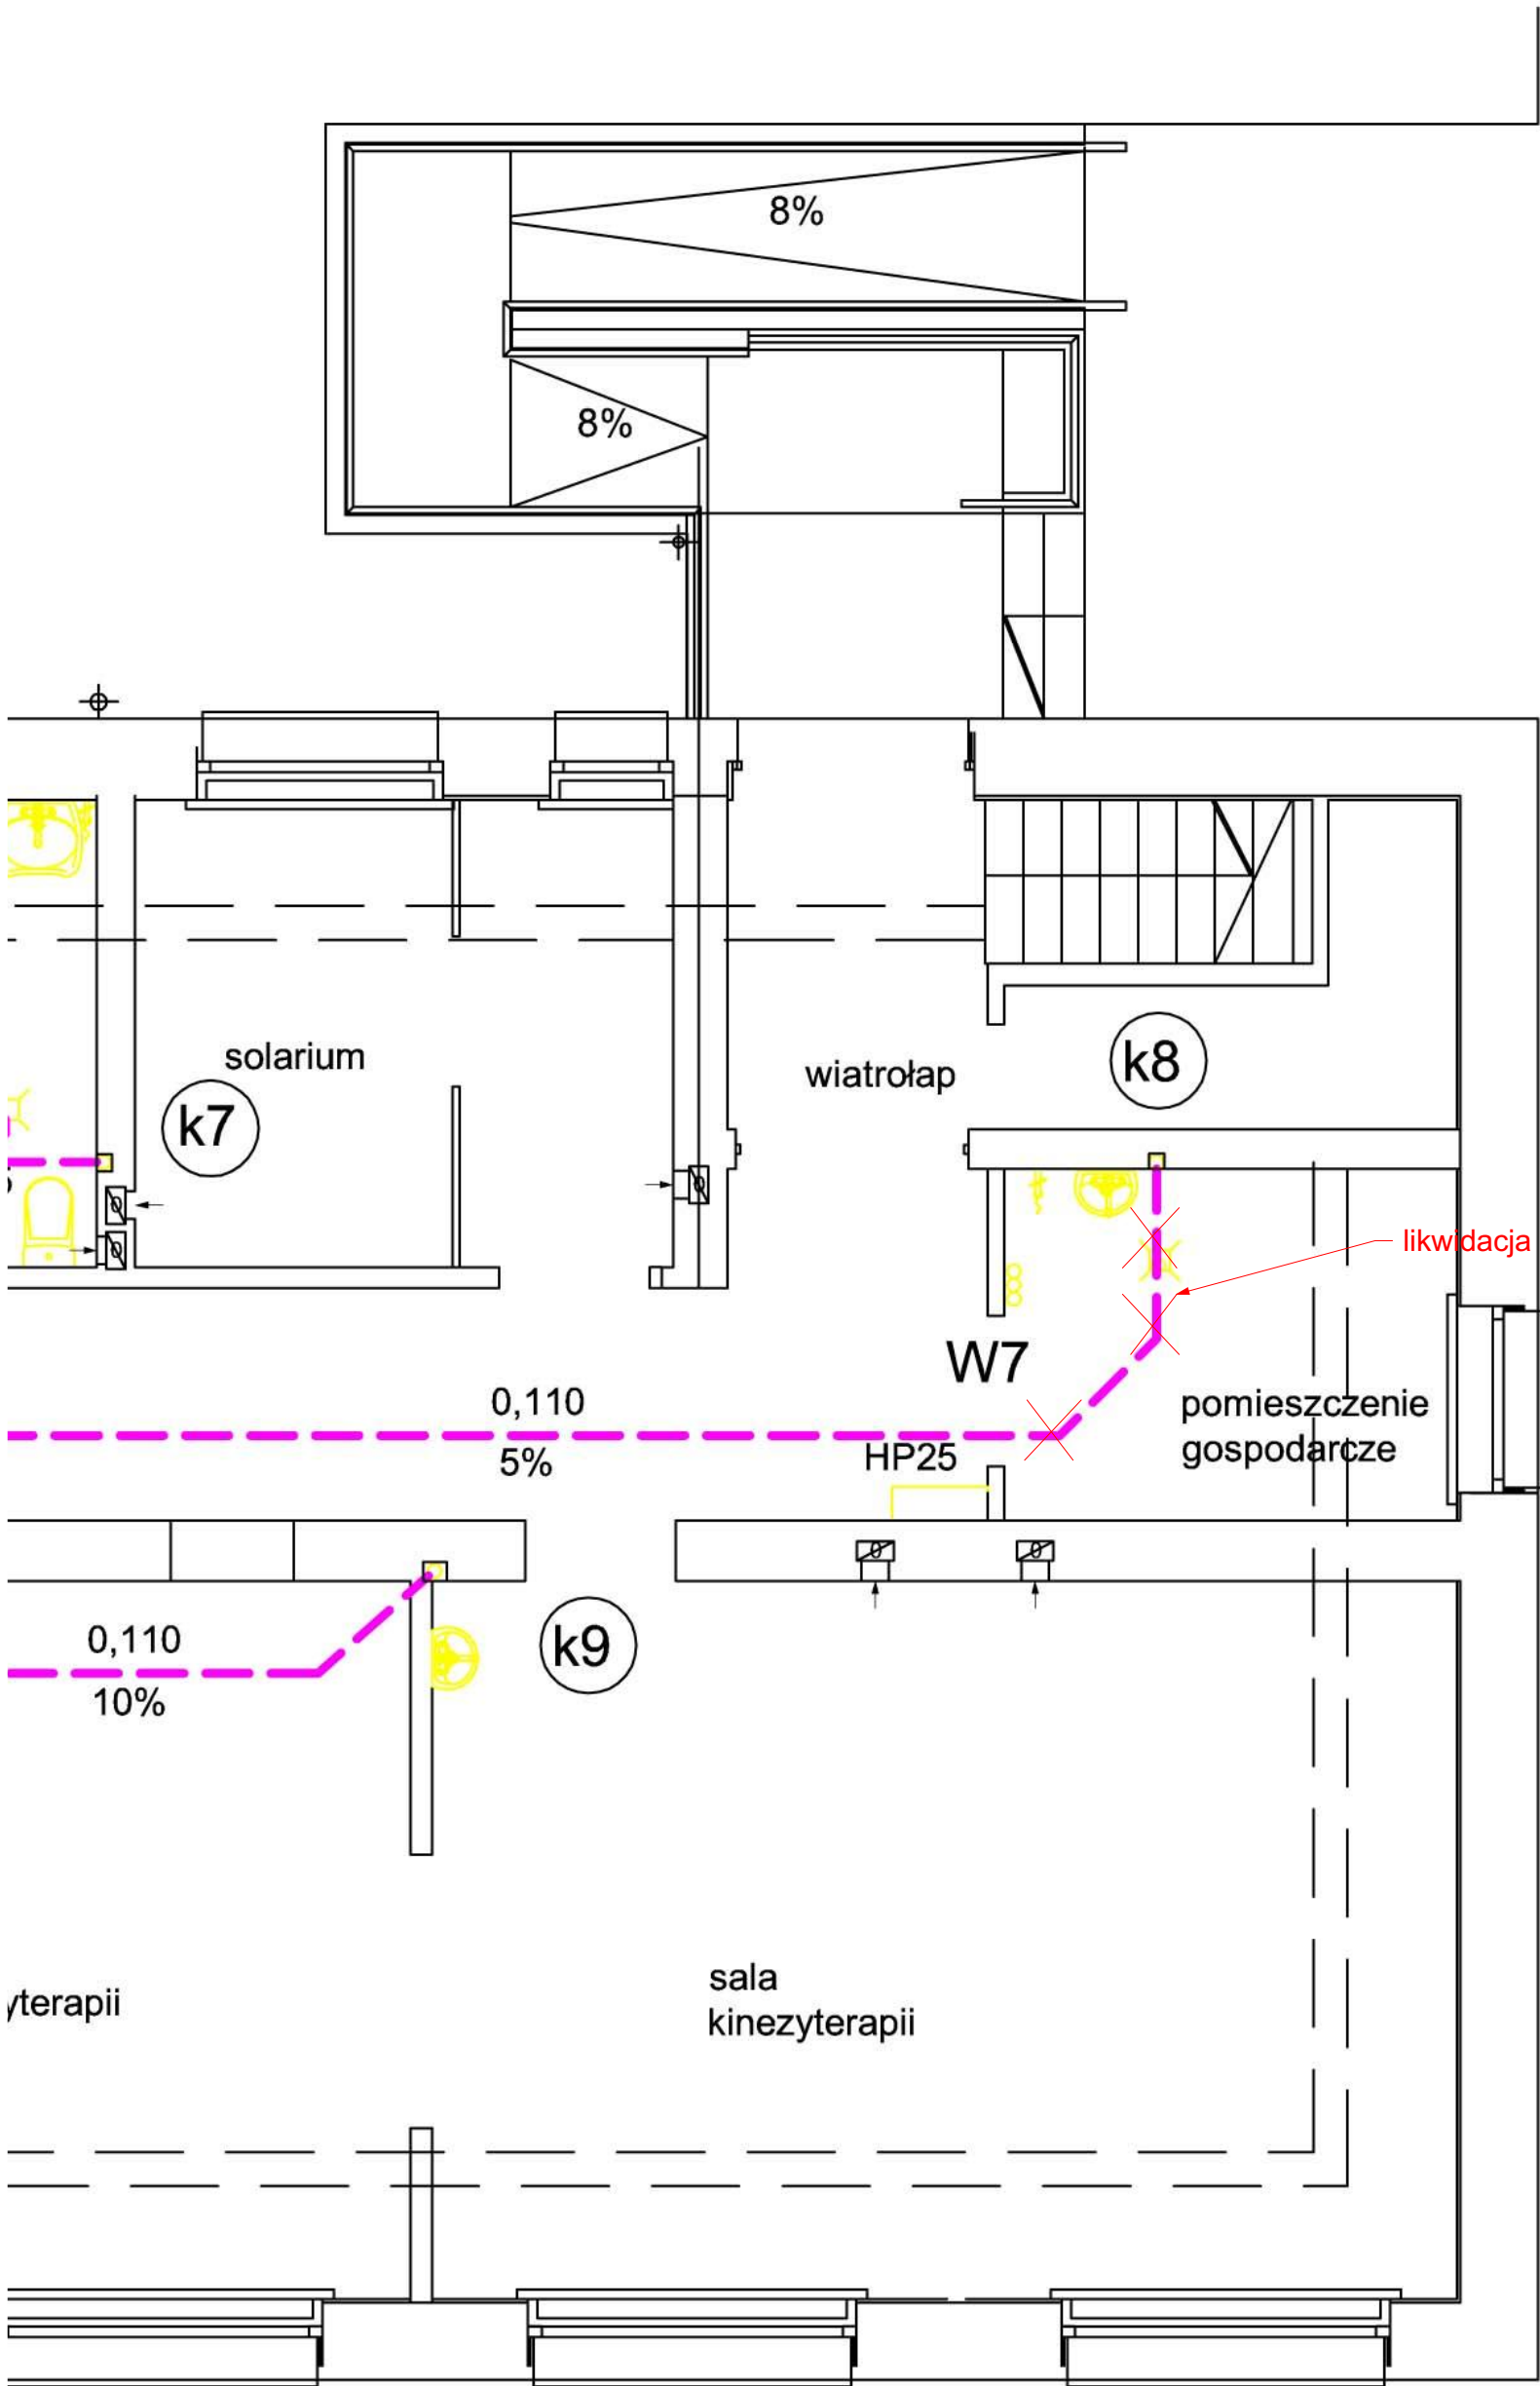 8%
8%
solarium
k7
wiatrołap
k8
likwidacja
W7
0,110
5%
HP25
pomieszczenie
gospodarcze
0,110
10%
k9
yterapii
sala
kinezyterapii